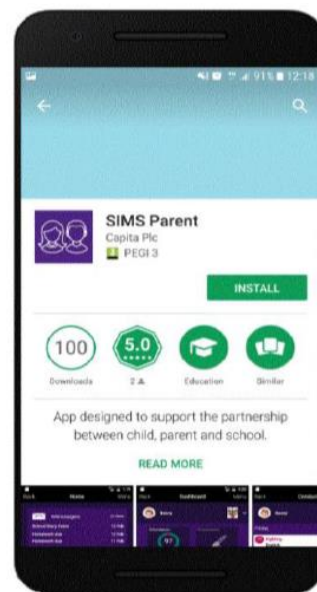 91% 12:18
SIMS Parent
Capita Plc
PEGI 3
INSTALL
100
5.0
Downloads
2
Education
Similar
App designed to support the partnership
between child, parent and school.
READ MORE
Home
Dashboard
97